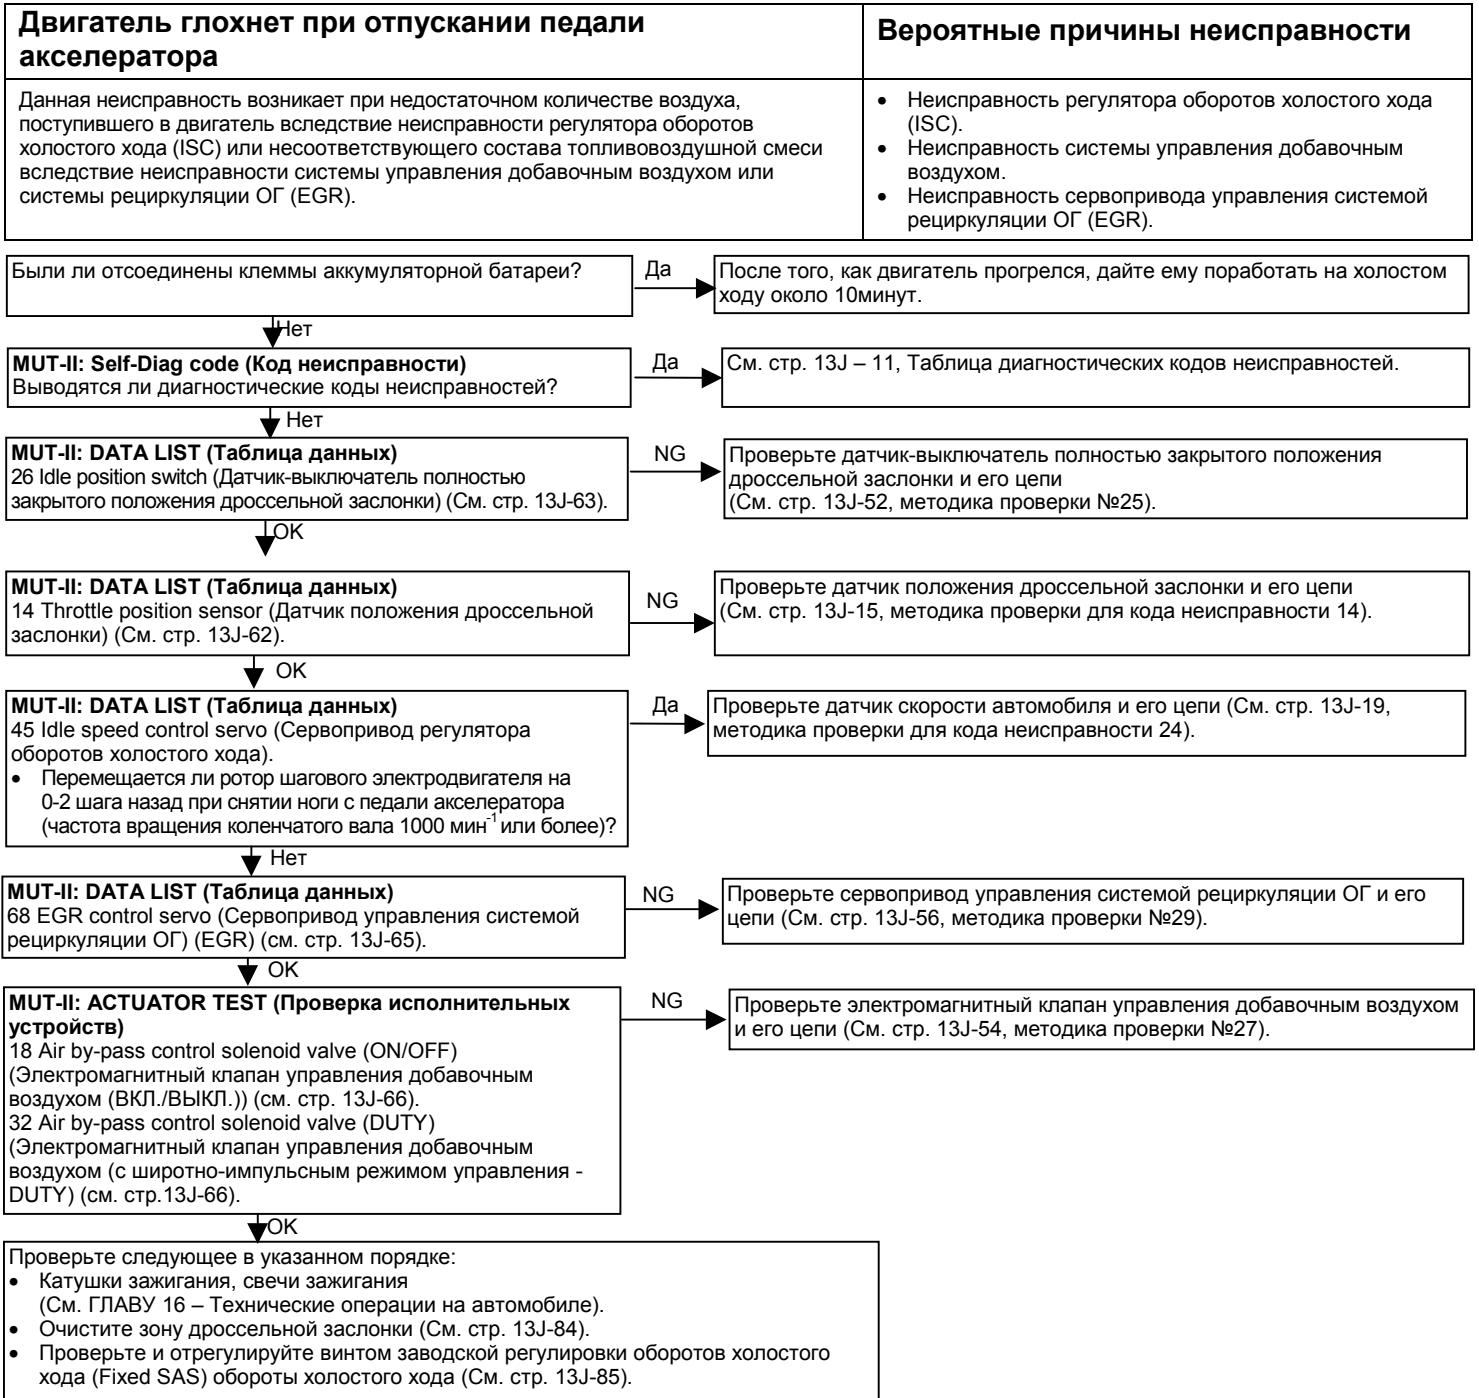 Двигатель глохнет при отпускании педали
акселератора
Вероятные причины неисправности
Данная неисправность возникает при недостаточном количестве воздуха,
поступившего в двигатель вследствие неисправности регулятора оборотов
холостого хода (ISC) или несоответствующего состава топливовоздушной смеси
вследствие неисправности системы управления добавочным воздухом или
системы рециркуляции ОГ (EGR).
• Неисправность регулятора оборотов холостого хода
(ISC).
• Неисправность системы управления добавочным
воздухом.
• Неисправность сервопривода управления системой
рециркуляции ОГ (EGR).
Были ли отсоединены клеммы аккумуляторной батареи?
Да
После того, как двигатель прогрелся, дайте ему поработать на холостом
ходу около 10минут.
Нет
MUT-II: Self-Diag code (Код неисправности)
Выводятся ли диагностические коды неисправностей?
Да
См. стр. 13J – 11, Таблица диагностических кодов неисправностей.
Нет
MUT-II: DATA LIST (Таблица данных)
26 Idle position switch (Датчик-выключатель полностью
закрытого положения дроссельной заслонки) (См. стр. 13J-63).
NG
Проверьте датчик-выключатель полностью закрытого положения
дроссельной заслонки и его цепи
(См. стр. 13J-52, методика проверки №25).
OK
MUT-II: DATA LIST (Таблица данных)
14 Throttle position sensor (Датчик положения дроссельной
заслонки) (См. стр. 13J-62).
NG
Проверьте датчик положения дроссельной заслонки и его цепи
(См. стр. 13J-15, методика проверки для кода неисправности 14).
OK
MUT-II: DATA LIST (Таблица данных)
45 Idle speed control servo (Сервопривод регулятора
оборотов холостого хода).
• Перемещается ли ротор шагового электродвигателя на
0-2 шага назад при снятии ноги с педали акселератора
(частота вращения коленчатого вала 1000 мин⁻¹ или более)?
Да
Проверьте датчик скорости автомобиля и его цепи (См. стр. 13J-19,
методика проверки для кода неисправности 24).
Нет
MUT-II: DATA LIST (Таблица данных)
68 EGR control servo (Сервопривод управления системой
рециркуляции ОГ) (EGR) (см. стр. 13J-65).
NG
Проверьте сервопривод управления системой рециркуляции ОГ и его
цепи (См. стр. 13J-56, методика проверки №29).
OK
MUT-II: ACTUATOR TEST (Проверка исполнительных
устройств)
18 Air by-pass control solenoid valve (ON/OFF)
(Электромагнитный клапан управления добавочным
воздухом (ВКЛ./ВЫКЛ.)) (см. стр. 13J-66).
32 Air by-pass control solenoid valve (DUTY)
(Электромагнитный клапан управления добавочным
воздухом (с широтно-импульсным режимом управления -
DUTY) (см. стр.13J-66).
NG
Проверьте электромагнитный клапан управления добавочным воздухом
и его цепи (См. стр. 13J-54, методика проверки №27).
OK
Проверьте следующее в указанном порядке:
• Катушки зажигания, свечи зажигания
(См. ГЛАВУ 16 – Технические операции на автомобиле).
• Очистите зону дроссельной заслонки (См. стр. 13J-84).
• Проверьте и отрегулируйте винтом заводской регулировки оборотов холостого
хода (Fixed SAS) обороты холостого хода (См. стр. 13J-85).